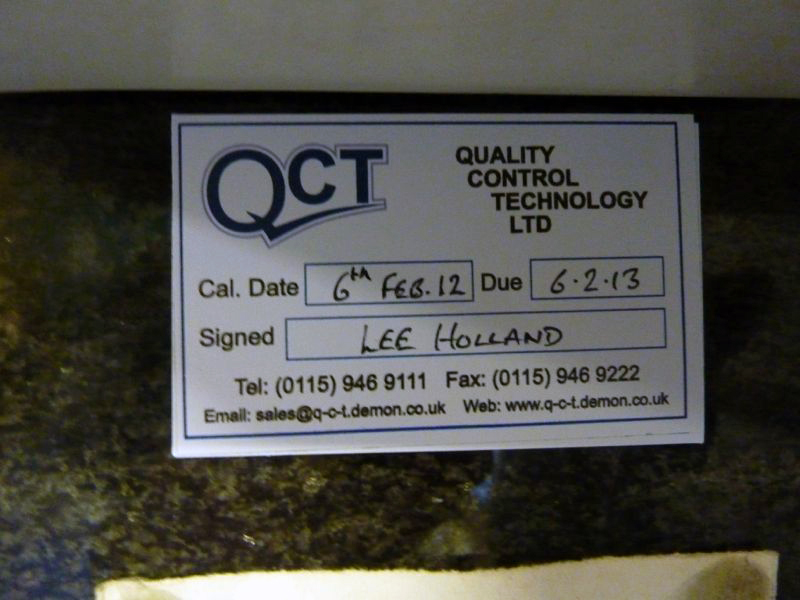 QCT
QUALITY
CONTROL
TECHNOLOGY
LTD
Cal. Date 6th FEB. 12 Due 6.2.13
Signed LEE HOLLAND
Tel: (0115) 946 9111 Fax: (0115) 946 9222
Email: sales@q-c-t.demon.co.uk Web: www.q-c-t.demon.co.uk